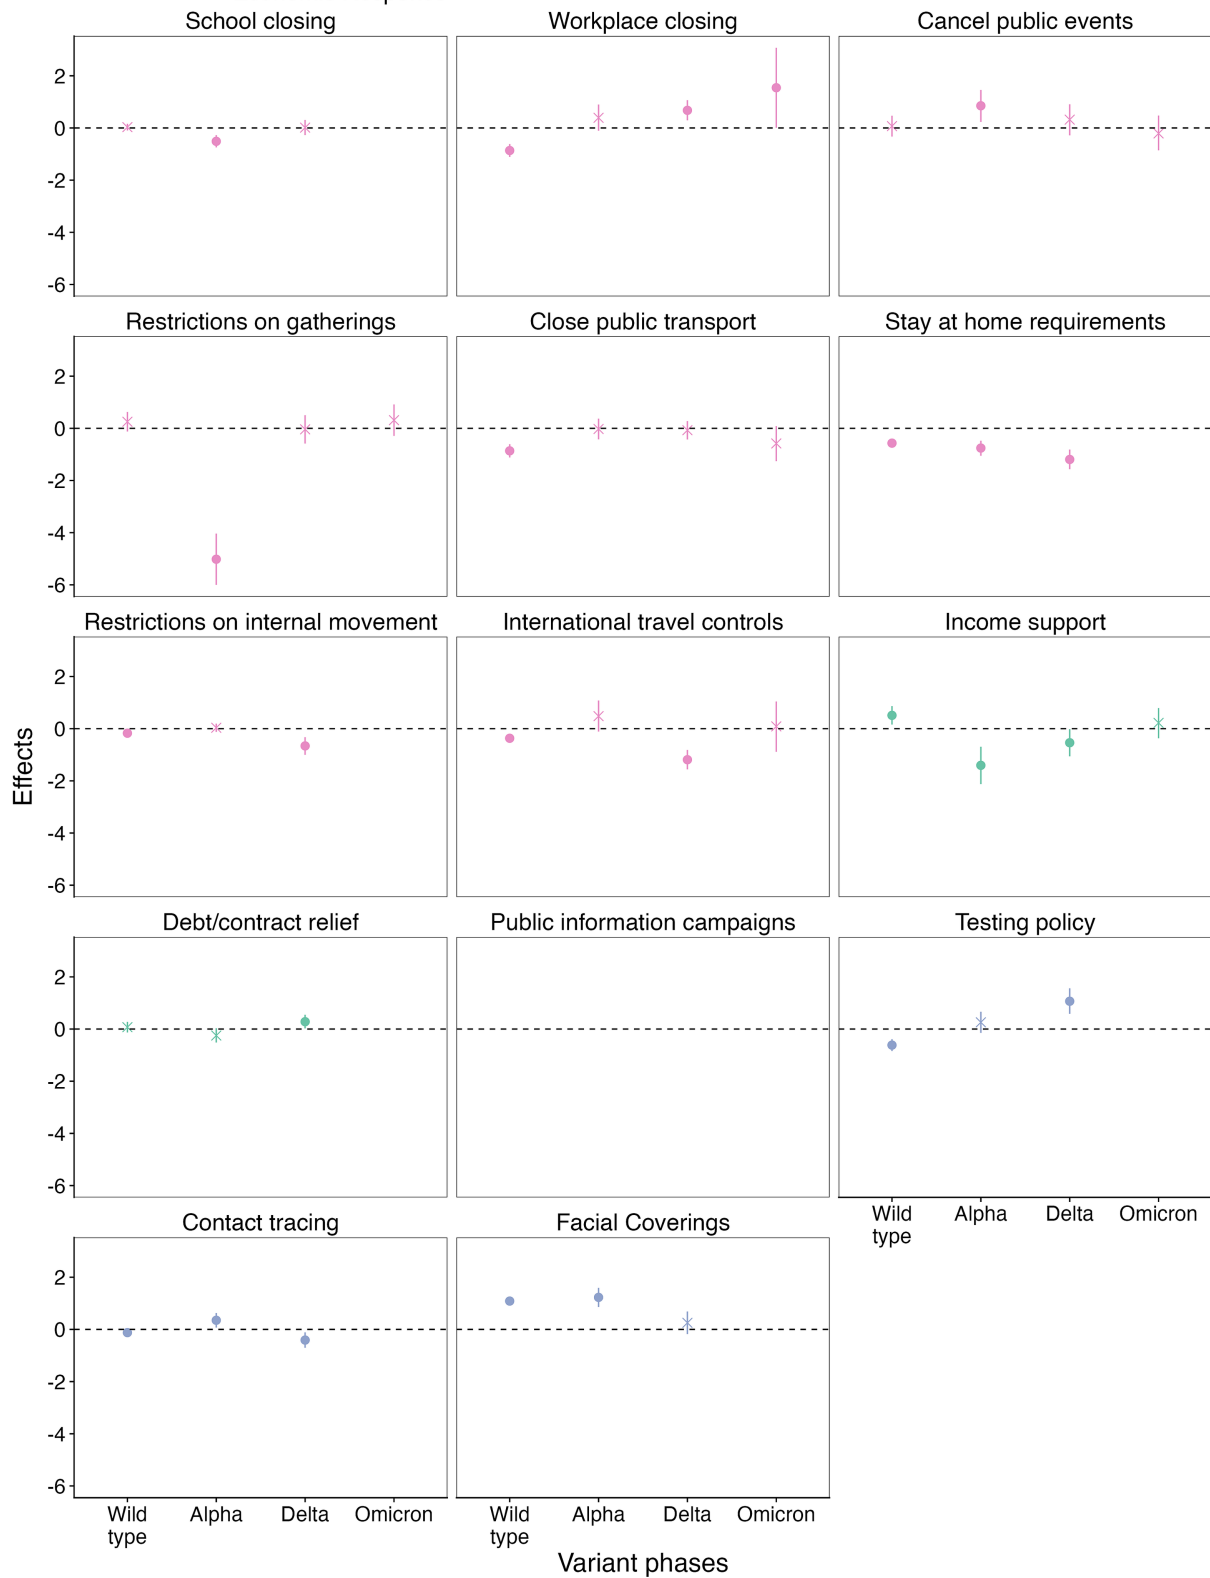 School closing
Workplace closing
Cancel public events
2
0
-2
-4
-6
Restrictions on gatherings
Close public transport
Stay at home requirements
2
0
-2
-4
-6
Restrictions on internal movement
International travel controls
Income support
2
0
-2
-4
-6
Effects
Debt/contract relief
Public information campaigns
Testing policy
2
0
-2
-4
-6
Wild
type
Alpha
Delta
Omicron
Contact tracing
Facial Coverings
2
0
-2
-4
-6
Wild
type
Alpha
Delta
Omicron
Wild
type
Alpha
Delta
Omicron
Variant phases